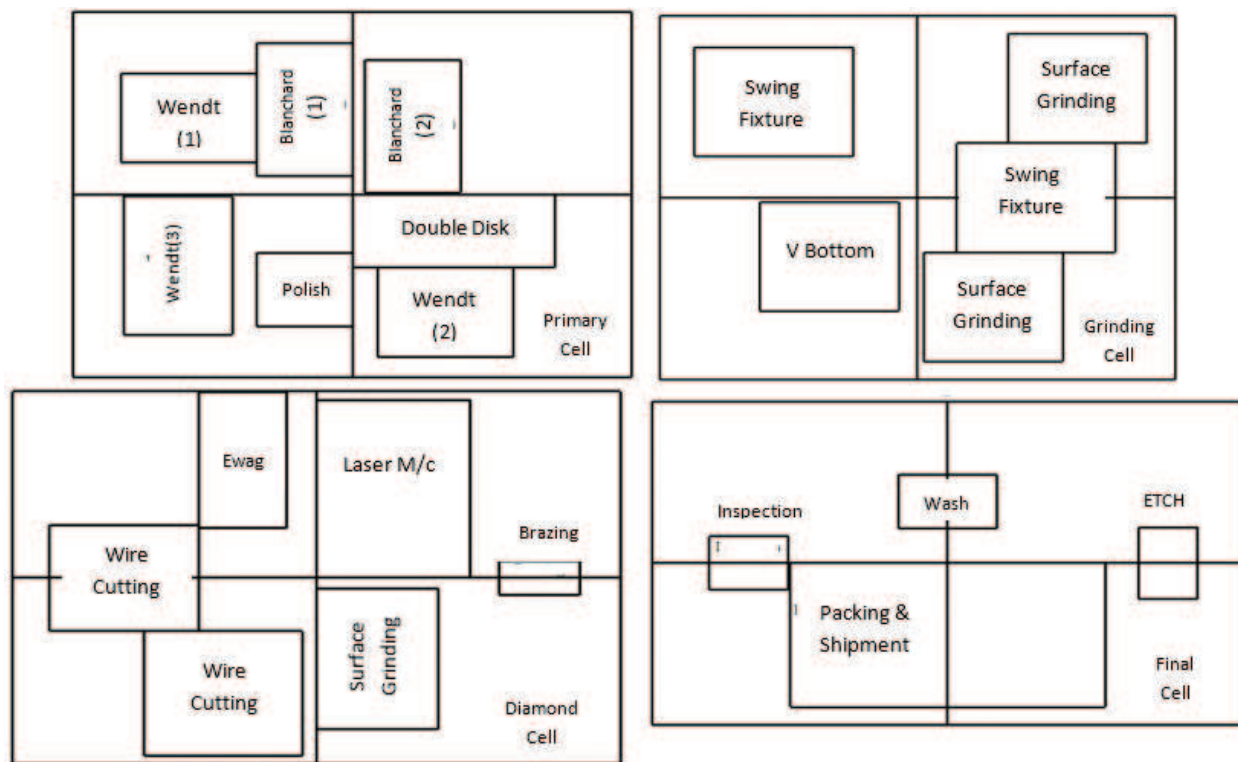 Wendt
(1)
Blanchard
(1)
Blanchard
(2)
Wendt(3)
Polish
Double Disk
Wendt
(2)
Primary
Cell
Swing
Fixture
Surface
Grinding
Swing
Fixture
V Bottom
Surface
Grinding
Grinding
Cell
Ewag
Laser M/c
Brazing
Wire
Cutting
Wire
Cutting
Surface
Grinding
Diamond
Cell
Inspection
Wash
ETCH
Packing &
Shipment
Final
Cell